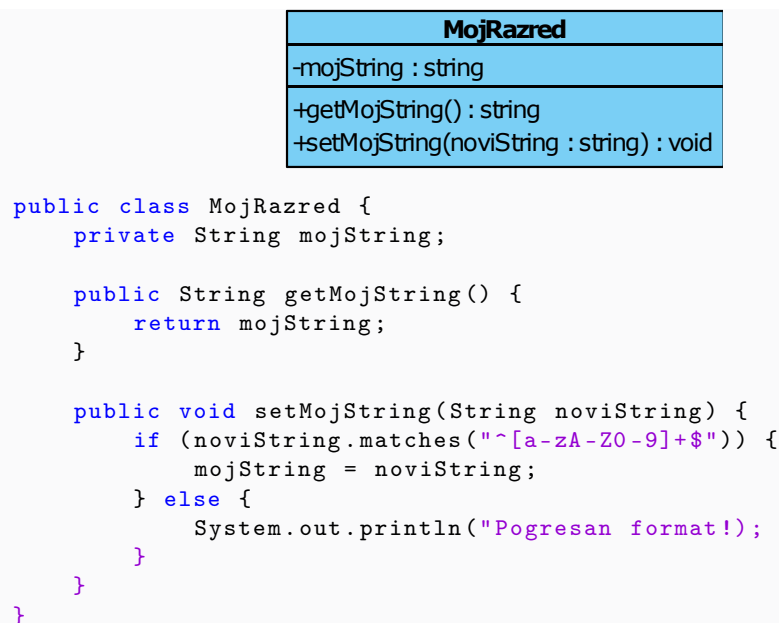 MojRazred
-mojString : string
+getMojString() : string
+setMojString(noviString : string) : void
public class MojRazred {
    private String mojString;

    public String getMojString() {
        return mojString;
    }

    public void setMojString(String noviString) {
        if (noviString.matches("^[a-zA-Z0-9]+$")) {
            mojString = noviString;
        } else {
            System.out.println("Pogresan format!);
        }
    }
}